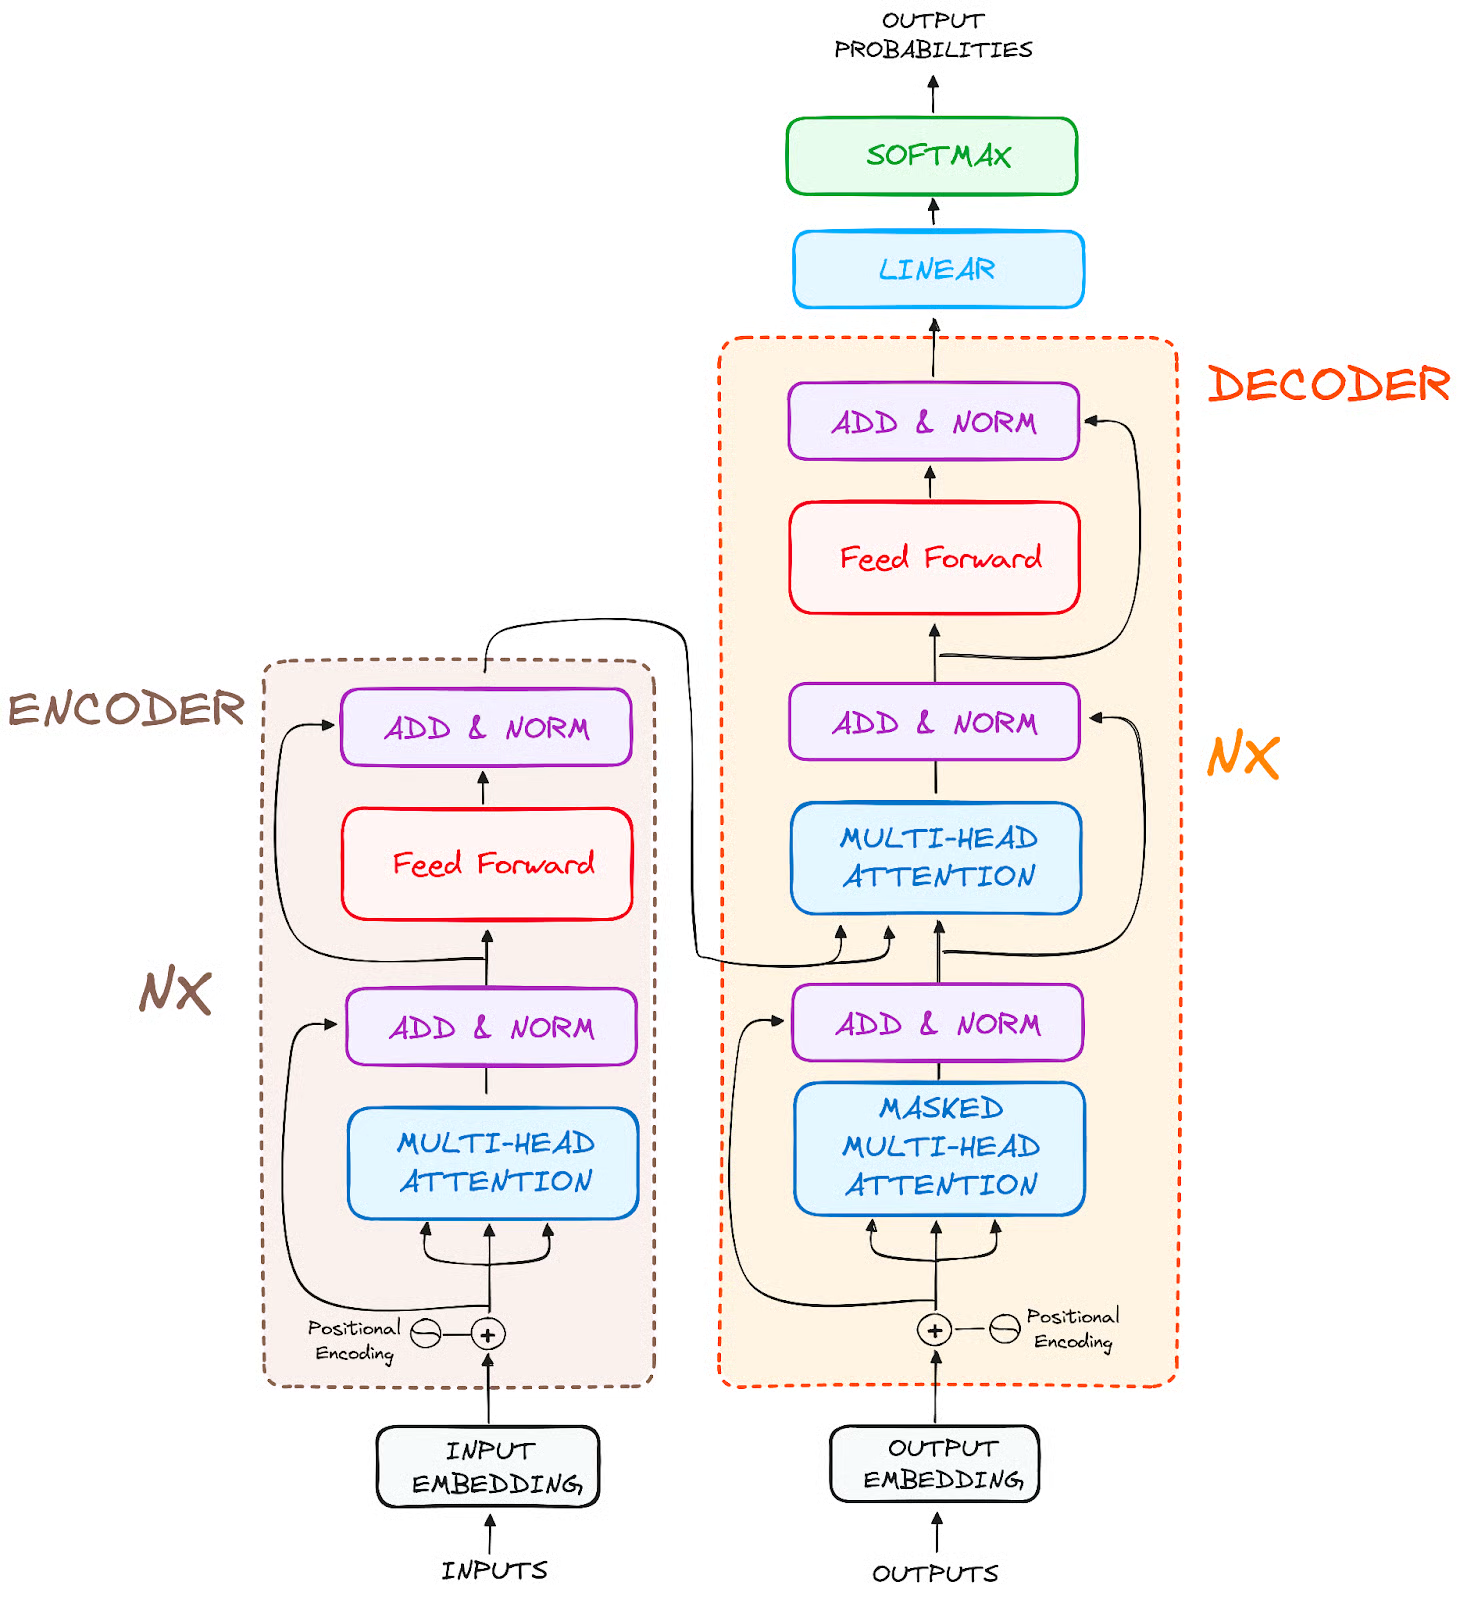 OUTPUT
PROBABILITIES
SOFTMAX
LINEAR
DECODER
ADD & NORM
Feed Forward
ADD & NORM
NX
MULTI-HEAD
ATTENTION
ADD & NORM
MASKED
MULTI-HEAD
ATTENTION
Positional
Encoding
OUTPUT
EMBEDDING
OUTPUTS
ENCODER
ADD & NORM
Feed Forward
NX
ADD & NORM
MULTI-HEAD
ATTENTION
Positional
Encoding
INPUT
EMBEDDING
INPUTS